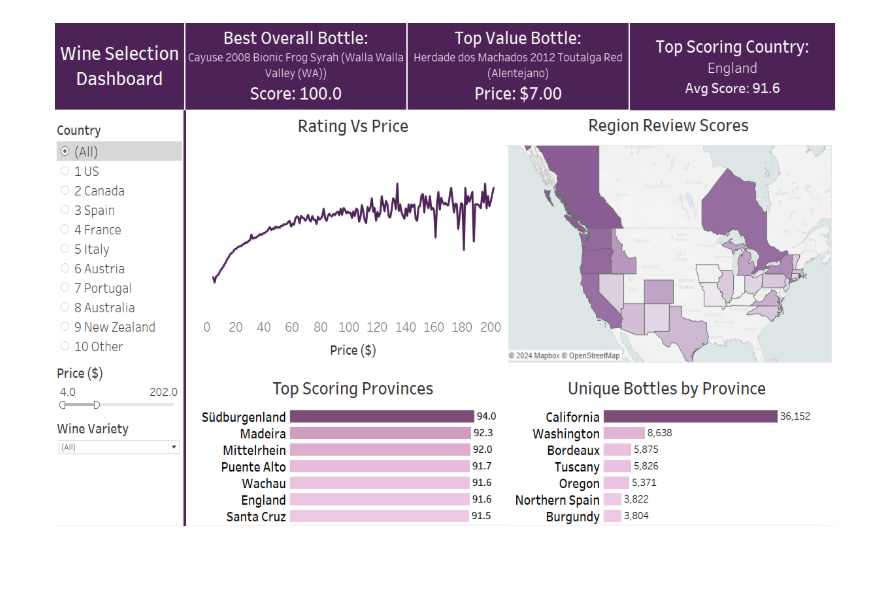 Wine Selection
Dashboard
Best Overall Bottle:
Cayuse 2008 Bionic Frog Syrah (Walla Walla
Valley (WA))
Score: 100.0
Top Value Bottle:
Herdade dos Machados 2012 Toutalga Red
(Alentejano)
Price: $7.00
Top Scoring Country:
England
Avg Score: 91.6
Country
(All)
1 US
2 Canada
3 Spain
4 France
5 Italy
6 Austria
7 Portugal
8 Australia
9 New Zealand
10 Other
Price ($)
4.0 202.0
Wine Variety
(All)
Rating Vs Price
0 20 40 60 80 100 120 140 160 180 200
Price ($)
Region Review Scores
© 2024 Mapbox © OpenStreetMap
Top Scoring Provinces
Südburgenland 94.0
Madeira 92.3
Mittelrhein 92.0
Puente Alto 91.7
Wachau 91.6
England 91.6
Santa Cruz 91.5
Unique Bottles by Province
California 36,152
Washington 8,638
Bordeaux 5,875
Tuscany 5,826
Oregon 5,371
Northern Spain 3,822
Burgundy 3,804